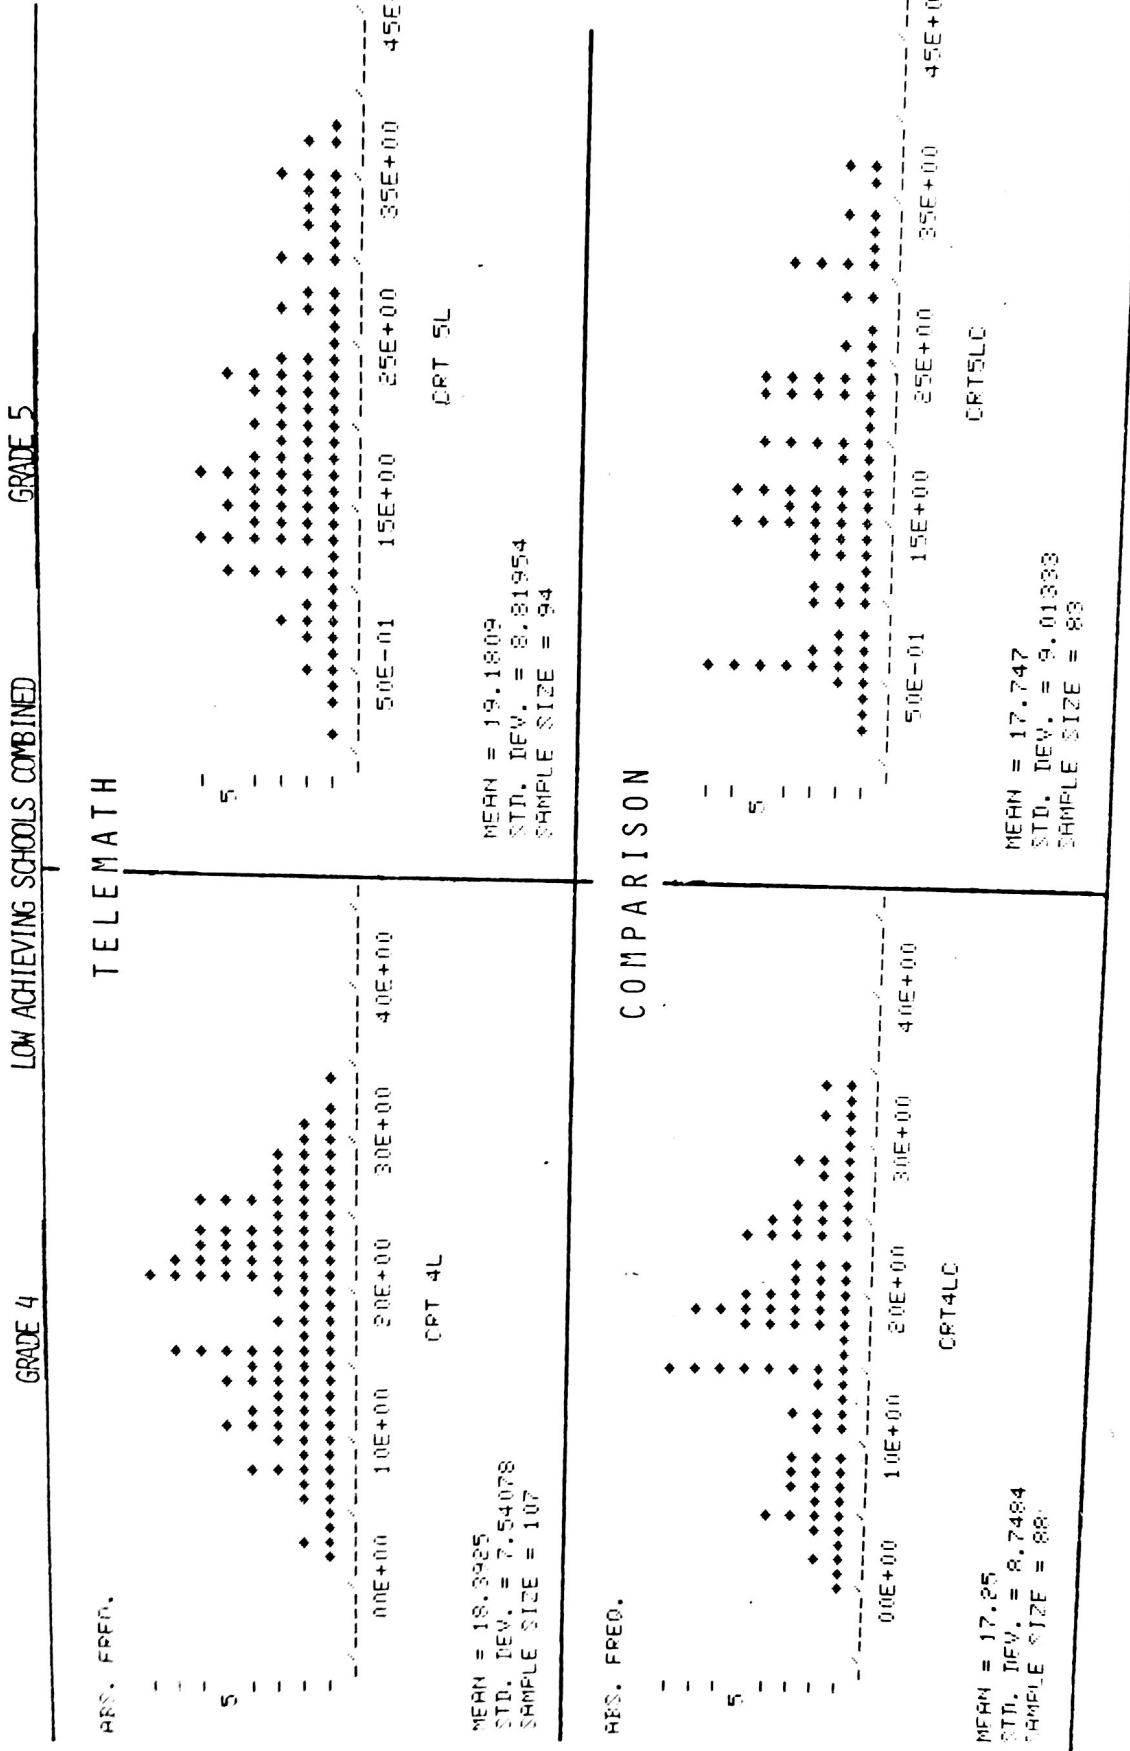 LOW ACHIEVING SCHOOLS COMBINED
GRADE 4
GRADE 5
TELEMATH
ABS. FREQ.
5
00E+00 10E+00 20E+00 30E+00 40E+00
CRT 4L
MEAN = 18.3925
STD. DEV. = 7.54078
SAMPLE SIZE = 107
5
50E-01 15E+00 25E+00 35E+00 45E
CRT 5L
MEAN = 19.1809
STD. DEV. = 8.81954
SAMPLE SIZE = 94
COMPARISON
ABS. FREQ.
5
00E+00 10E+00 20E+00 30E+00 40E+00
CRT4LC
MEAN = 17.25
STD. DEV. = 8.7484
SAMPLE SIZE = 88
5
50E-01 15E+00 25E+00 35E+00 45E+0
CRT5LC
MEAN = 17.747
STD. DEV. = 9.01333
SAMPLE SIZE = 83